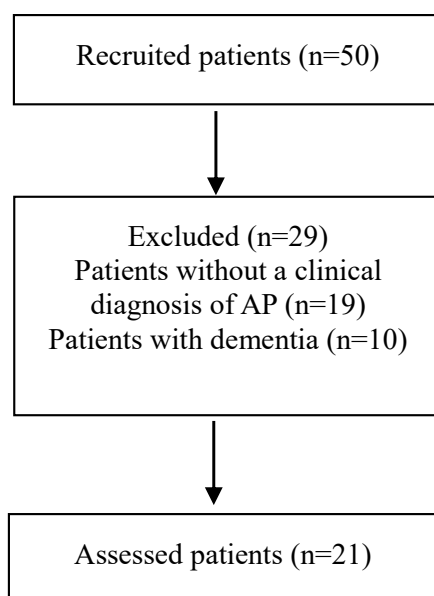 Recruited patients (n=50)
Excluded (n=29)
Patients without a clinical
diagnosis of AP (n=19)
Patients with dementia (n=10)
Assessed patients (n=21)